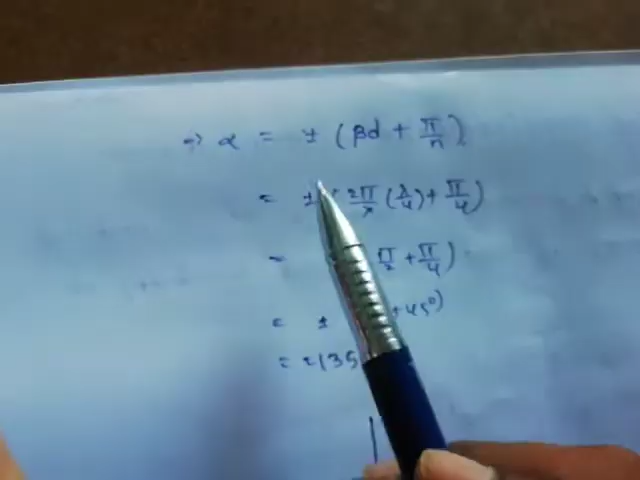 ⇒ α = ± (βd + π/n)
= ± 2π/λ (λ/4) + π/4)
= π/2 + π/4)
= ± +45°)
= ±135